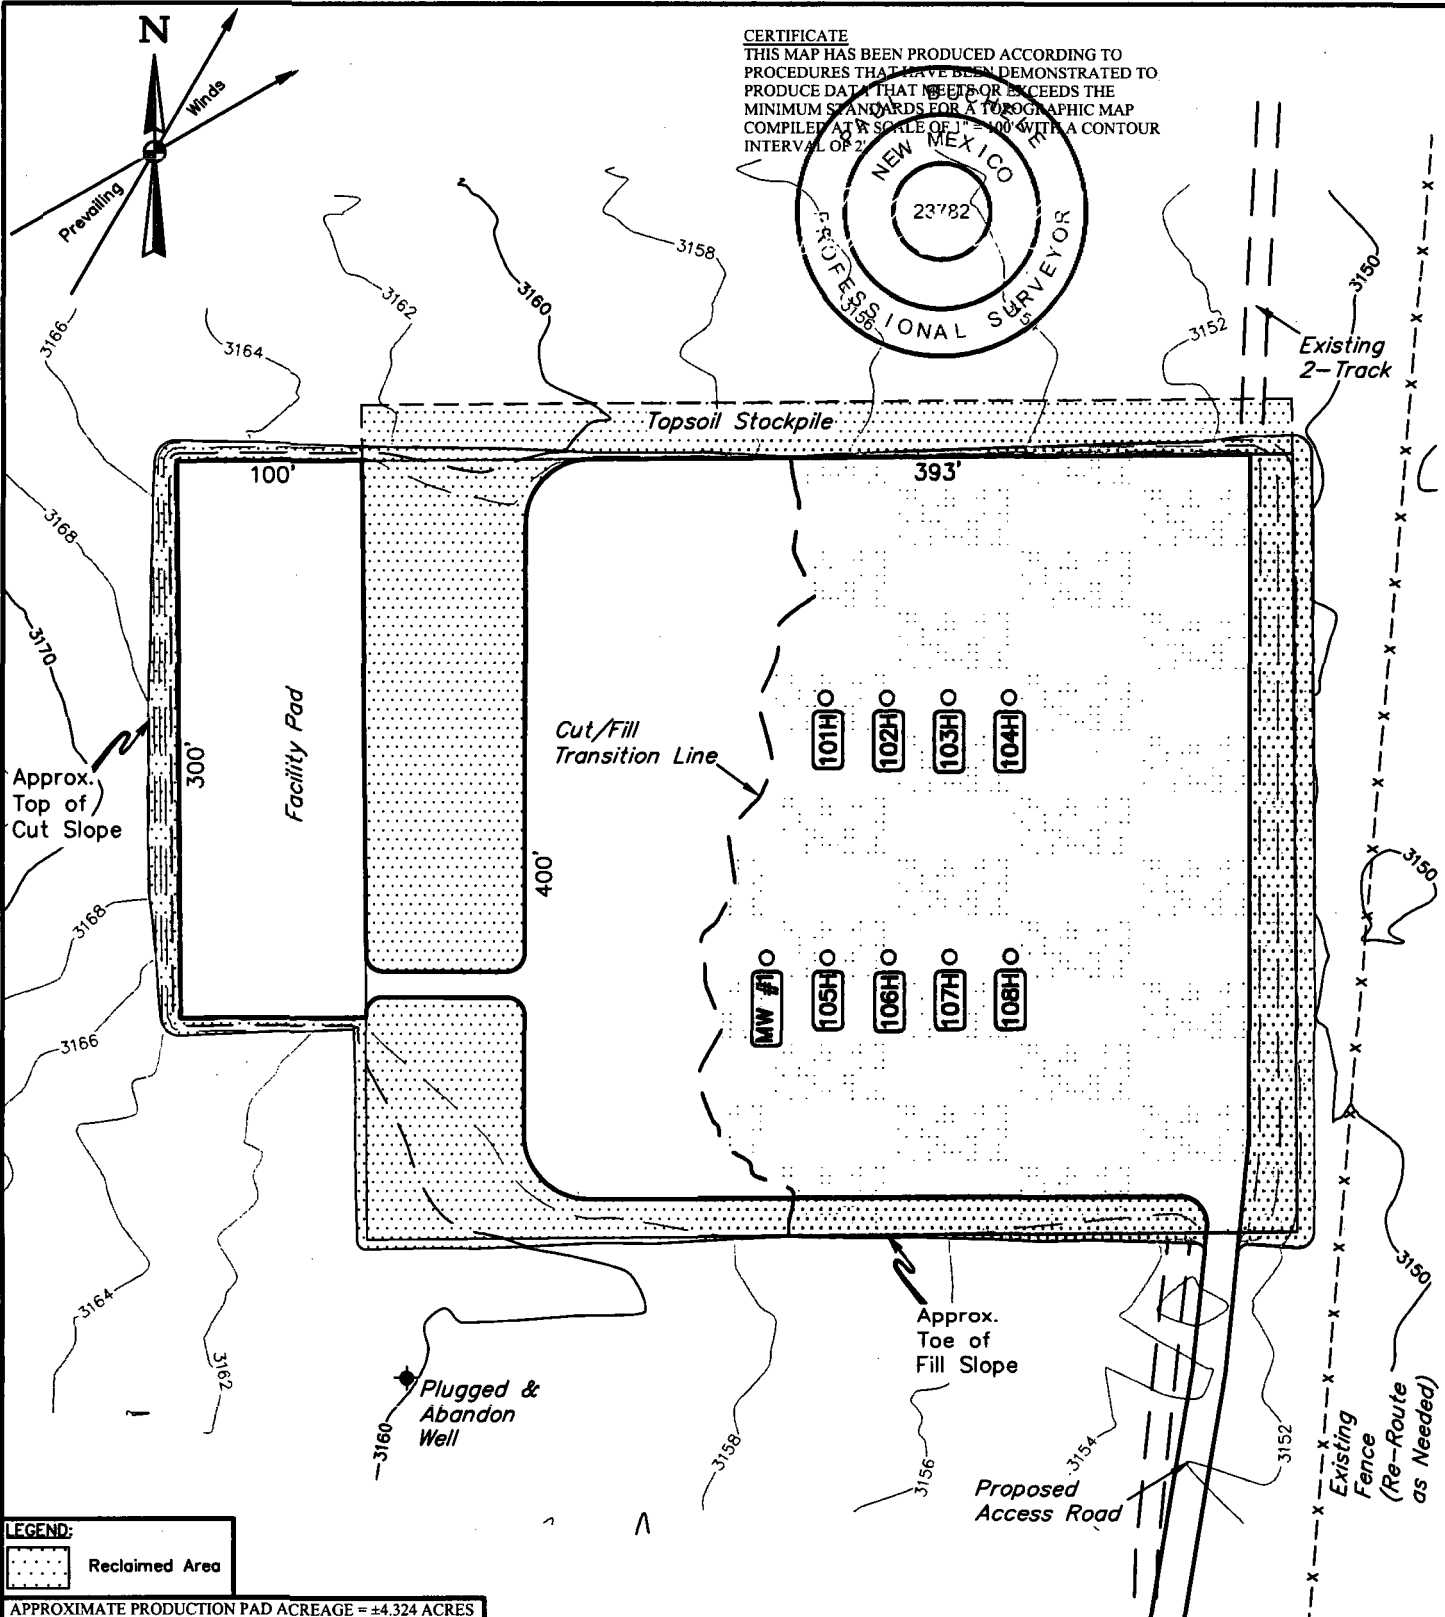 N
Winds
Prevailing
CERTIFICATE
THIS MAP HAS BEEN PRODUCED ACCORDING TO
PROCEDURES THAT HAVE BEEN DEMONSTRATED TO
PRODUCE DATA THAT MEETS OR EXCEEDS THE
MINIMUM STANDARDS FOR A TOPOGRAPHIC MAP
COMPILED AT A SCALE OF 1" = 100' WITH A CONTOUR
INTERVAL OF 2'.
PAUL BUCHELE
NEW MEXICO
23782
PROFESSIONAL SURVEYOR
3158
3150
3162
3160
3156
3152
3166
3164
Existing
2-Track
Topsoil Stockpile
100'
393'
3168
3170
Facility Pad
300'
Cut/Fill
Transition Line
101H
102H
103H
104H
Approx.
Top of
Cut Slope
400'
3150
3168
MW #1
105H
106H
107H
108H
3166
3150
3164
Approx.
Toe of
Fill Slope
3162
Plugged &
Abandon
Well
3160
3158
3156
3154
3152
Proposed
Access Road
Existing
Fence
(Re-Route
as Needed)
LEGEND:
Reclaimed Area
APPROXIMATE PRODUCTION PAD ACREAGE = ±4.324 ACRES